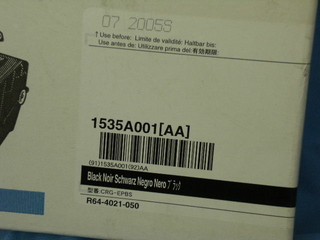 07 2005S
↑ Use before: Limite de validité: Haltbar bis:
Use antes de: Utilizzare prima del: 有効期限
1535A001[AA]
(91)1535A001(92)AA
Black Noir Schwarz Negro Nero ブラック
型番 CRG-EPBS
R64-4021-050